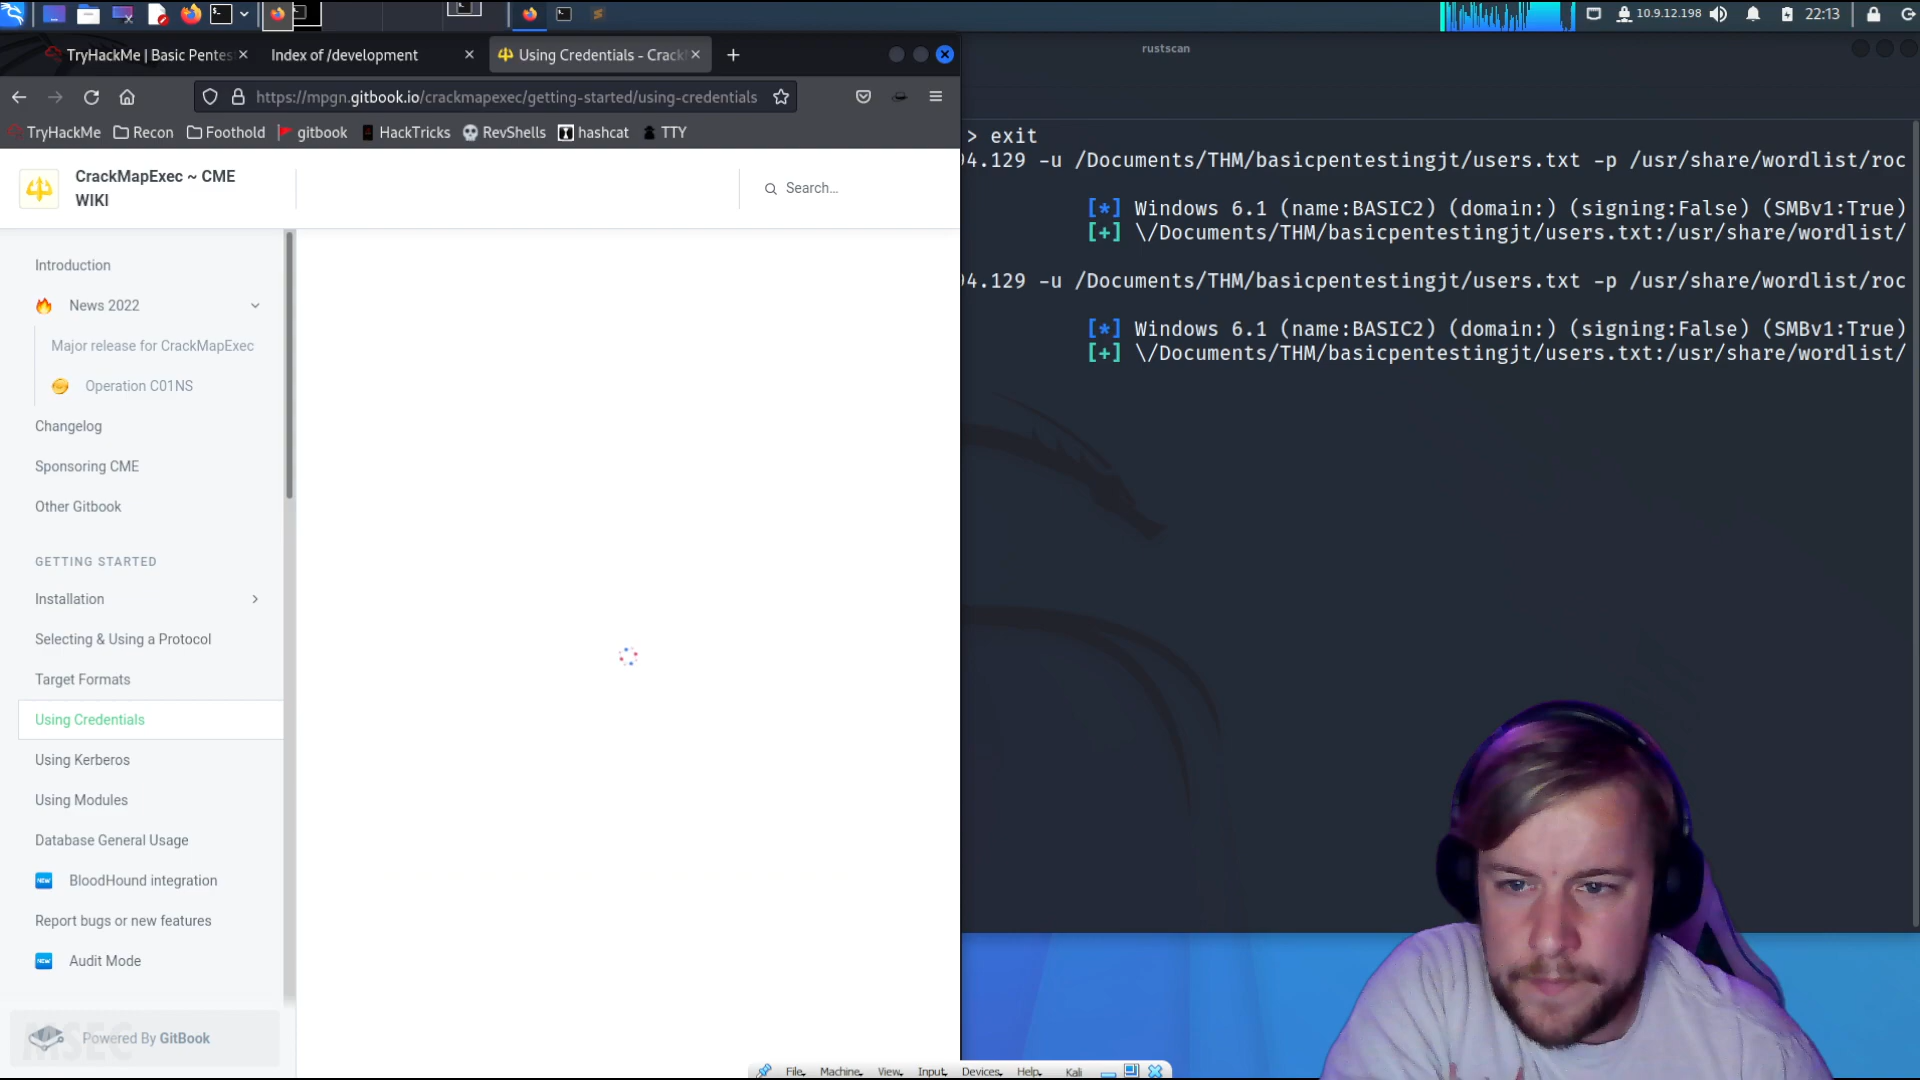 10.9.12.198
22:13
TryHackMe | Basic Pentes
Index of /development
Using Credentials - Crack
rustscan
https://mpgn.gitbook.io/crackmapexec/getting-started/using-credentials
TryHackMe
Recon
Foothold
gitbook
HackTricks
RevShells
hashcat
TTY
CrackMapExec ~ CME
WIKI
Search...
Introduction
News 2022
Major release for CrackMapExec
Operation C01NS
Changelog
Sponsoring CME
Other Gitbook
GETTING STARTED
Installation
Selecting & Using a Protocol
Target Formats
Using Credentials
Using Kerberos
Using Modules
Database General Usage
NEW BloodHound integration
Report bugs or new features
NEW Audit Mode
Powered By GitBook
MSEC
> exit
94.129 -u /Documents/THM/basicpentestingjt/users.txt -p /usr/share/wordlist/roc
[*] Windows 6.1 (name:BASIC2) (domain:) (signing:False) (SMBv1:True)
[+] \/Documents/THM/basicpentestingjt/users.txt:/usr/share/wordlist/
94.129 -u /Documents/THM/basicpentestingjt/users.txt -p /usr/share/wordlist/roc
[*] Windows 6.1 (name:BASIC2) (domain:) (signing:False) (SMBv1:True)
[+] \/Documents/THM/basicpentestingjt/users.txt:/usr/share/wordlist/
File Machine View Input Devices Help Kali